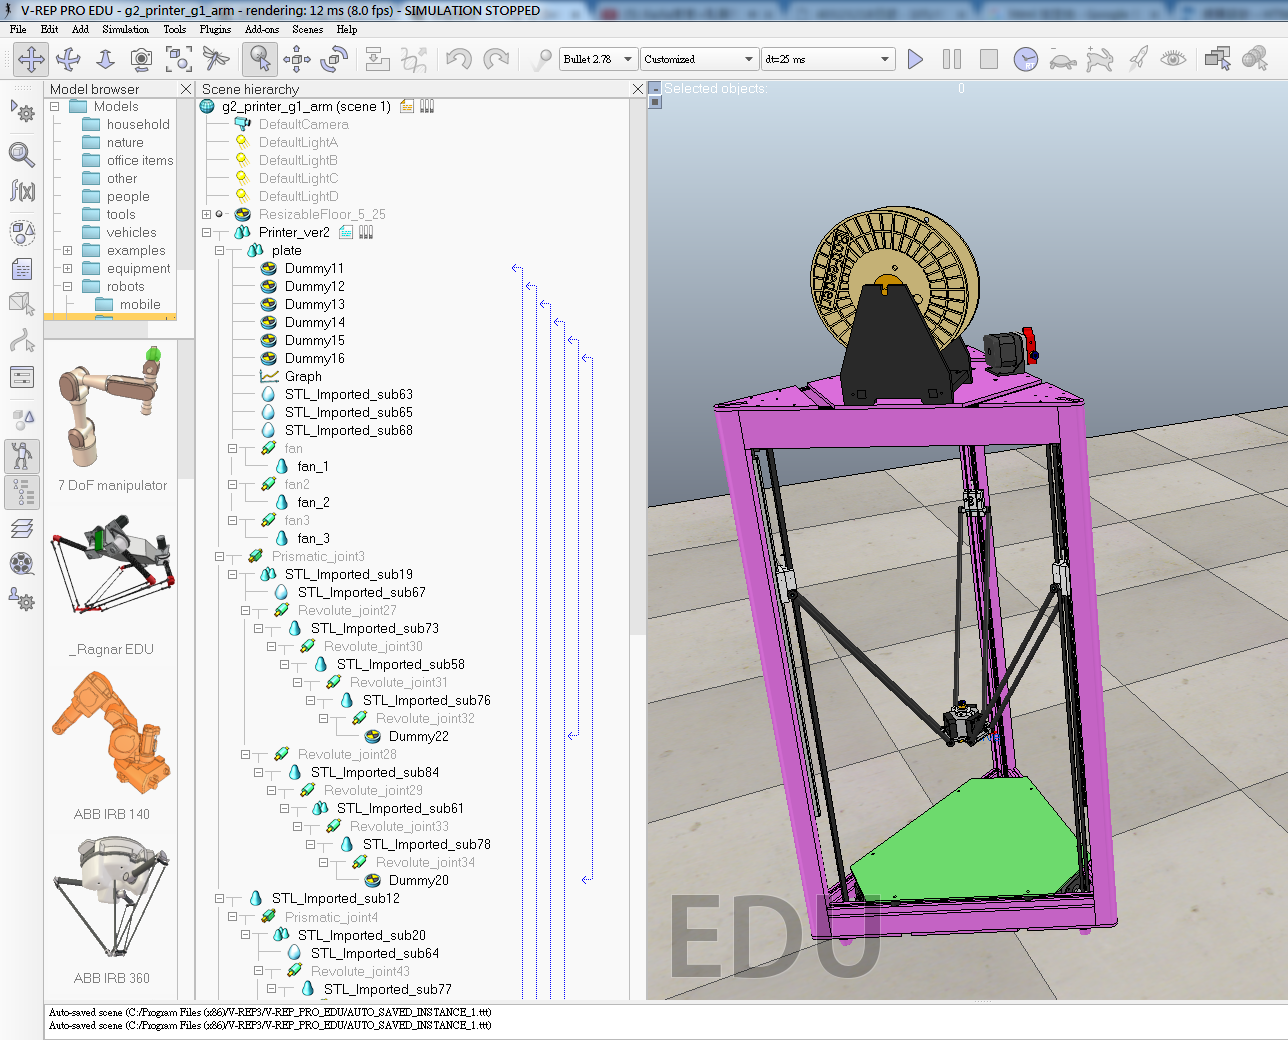 V-REP PRO EDU - g2_printer_g1_arm - rendering: 12 ms (8.0 fps) - SIMULATION STOPPED
File Edit Add Simulation Tools Plugins Add-ons Scenes Help
Bullet 2.78 Customized dt=25 ms
Model browser
Models
household
nature
office items
other
people
tools
vehicles
examples
equipment
robots
mobile
7 DoF manipulator
_Ragnar EDU
ABB IRB 140
ABB IRB 360
Scene hierarchy
g2_printer_g1_arm (scene 1)
DefaultCamera
DefaultLightA
DefaultLightB
DefaultLightC
DefaultLightD
ResizableFloor_5_25
Printer_ver2
plate
Dummy11
Dummy12
Dummy13
Dummy14
Dummy15
Dummy16
Graph
STL_Imported_sub63
STL_Imported_sub65
STL_Imported_sub68
fan
fan_1
fan2
fan_2
fan3
fan_3
Prismatic_joint3
STL_Imported_sub19
STL_Imported_sub67
Revolute_joint27
STL_Imported_sub73
Revolute_joint30
STL_Imported_sub58
Revolute_joint31
STL_Imported_sub76
Revolute_joint32
Dummy22
Revolute_joint28
STL_Imported_sub84
Revolute_joint29
STL_Imported_sub61
Revolute_joint33
STL_Imported_sub78
Revolute_joint34
Dummy20
STL_Imported_sub12
Prismatic_joint4
STL_Imported_sub20
STL_Imported_sub64
Revolute_joint43
STL_Imported_sub77
Selected objects: 0
EDU
Auto-saved scene (C:/Program Files (x86)/V-REP3/V-REP_PRO_EDU/AUTO_SAVED_INSTANCE_1.ttt)
Auto-saved scene (C:/Program Files (x86)/V-REP3/V-REP_PRO_EDU/AUTO_SAVED_INSTANCE_1.ttt)